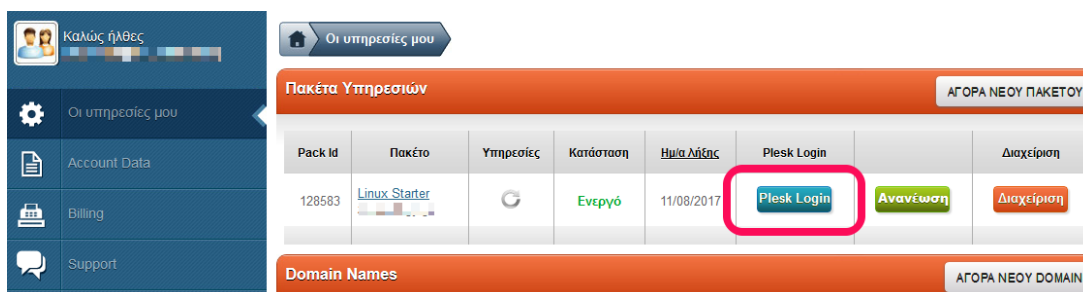 Καλώς ήλθες
Οι υπηρεσίες μου
Πακέτα Υπηρεσιών
ΑΓΟΡΑ ΝΕΟΥ ΠΑΚΕΤΟΥ
Οι υπηρεσίες μου
Account Data
Billing
Support
Pack Id Πακέτο Υπηρεσίες Κατάσταση Ημ/α Λήξης Plesk Login Διαχείριση
128583 Linux Starter Ενεργό 11/08/2017 Plesk Login Ανανέωση Διαχείριση
Domain Names
ΑΓΟΡΑ ΝΕΟΥ DOMAIN